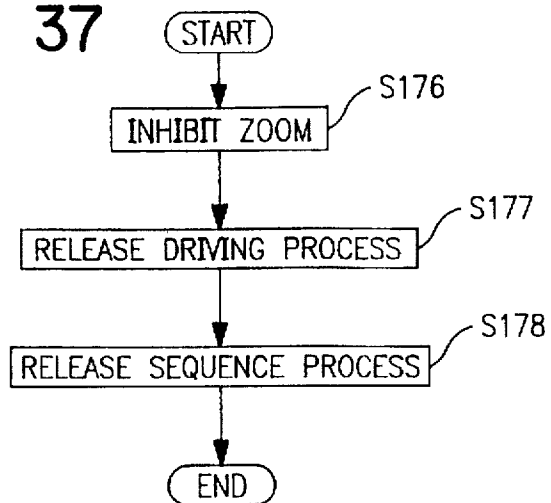 37
START
S176
INHIBIT ZOOM
S177
RELEASE DRIVING PROCESS
S178
RELEASE SEQUENCE PROCESS
END